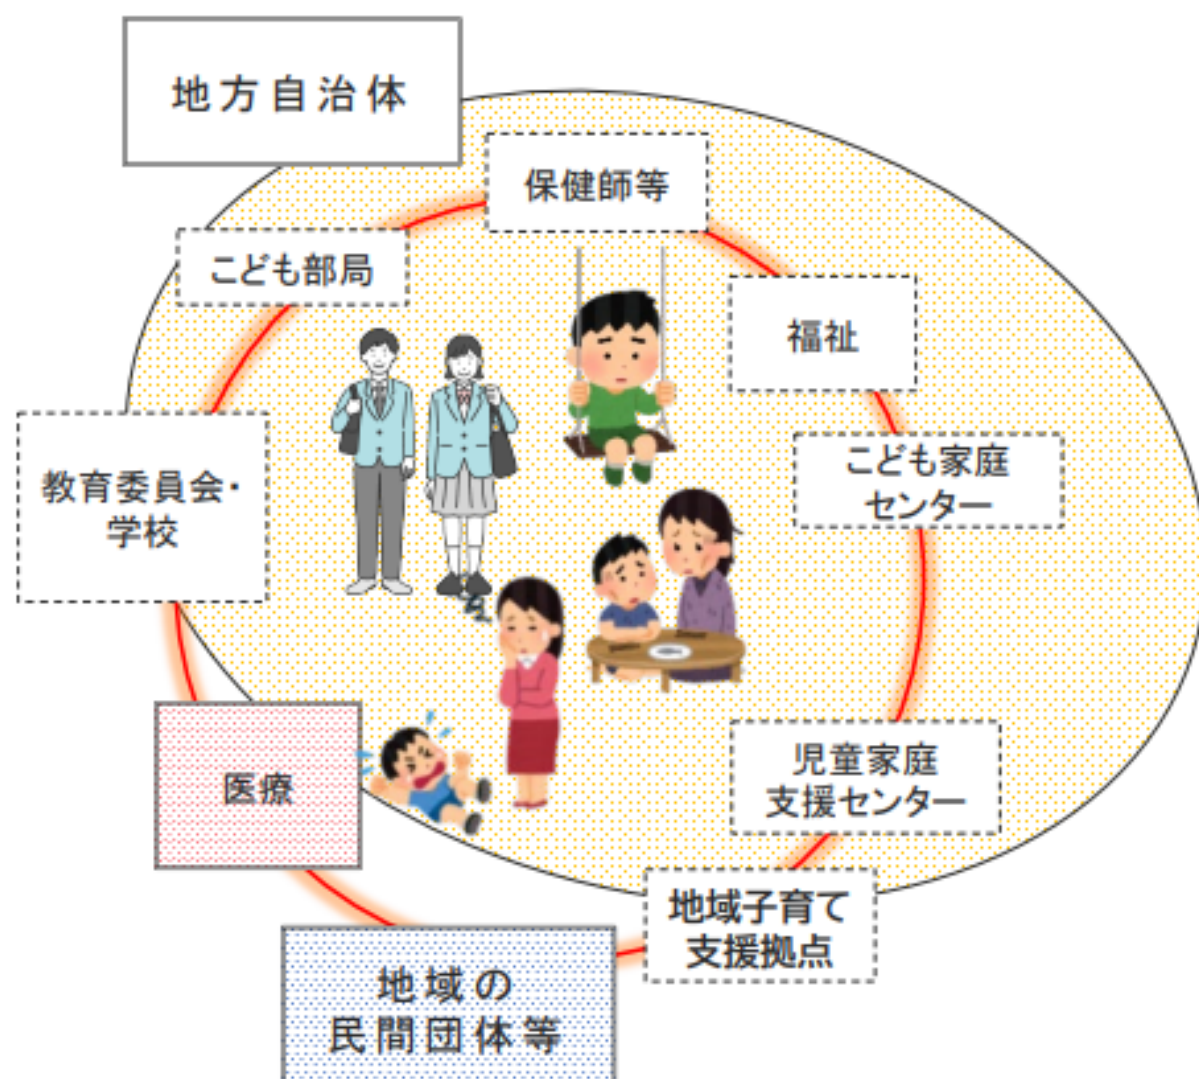 地方自治体
保健師等
こども部局
福祉
こども家庭
センター
教育委員会・
学校
児童家庭
支援センター
医療
地域子育て
支援拠点
地域の
民間団体等